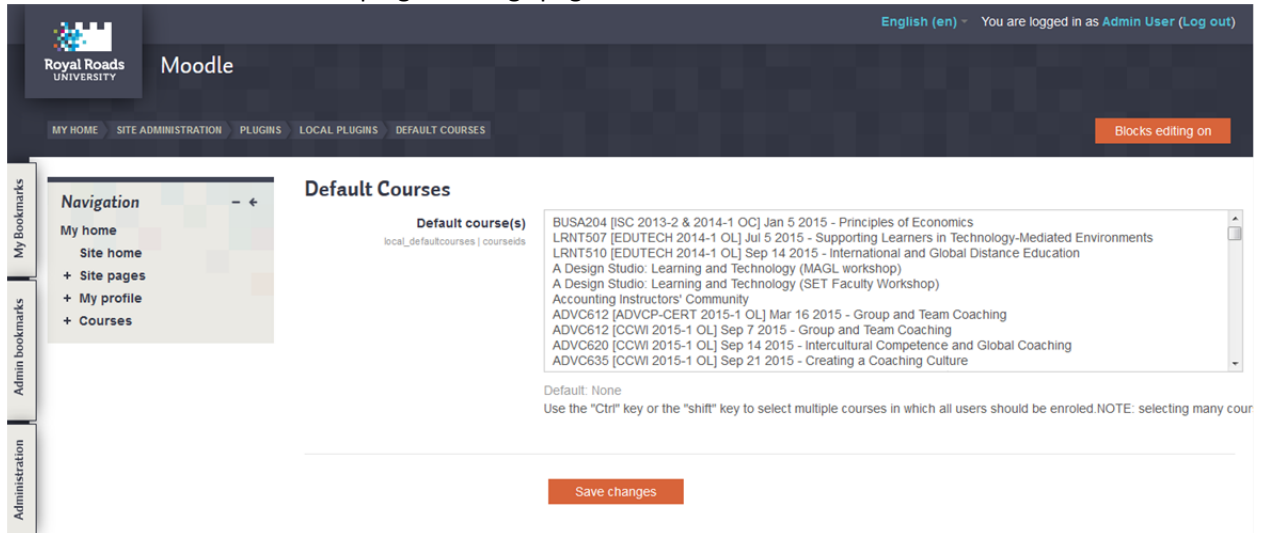 English (en) You are logged in as Admin User (Log out)
Royal Roads
UNIVERSITY
Moodle
MY HOME SITE ADMINISTRATION PLUGINS LOCAL PLUGINS DEFAULT COURSES
Blocks editing on
My Bookmarks
Admin bookmarks
Administration
Navigation
My home
Site home
+ Site pages
+ My profile
+ Courses
Default Courses
Default course(s)
local_defaultcourses | courseids
BUSA204 [ISC 2013-2 & 2014-1 OC] Jan 5 2015 - Principles of Economics
LRNT507 [EDUTECH 2014-1 OL] Jul 5 2015 - Supporting Learners in Technology-Mediated Environments
LRNT510 [EDUTECH 2014-1 OL] Sep 14 2015 - International and Global Distance Education
A Design Studio: Learning and Technology (MAGL workshop)
A Design Studio: Learning and Technology (SET Faculty Workshop)
Accounting Instructors' Community
ADVC612 [ADVCP-CERT 2015-1 OL] Mar 16 2015 - Group and Team Coaching
ADVC612 [CCWI 2015-1 OL] Sep 7 2015 - Group and Team Coaching
ADVC620 [CCWI 2015-1 OL] Sep 14 2015 - Intercultural Competence and Global Coaching
ADVC635 [CCWI 2015-1 OL] Sep 21 2015 - Creating a Coaching Culture
Default: None
Use the "Ctrl" key or the "shift" key to select multiple courses in which all users should be enroled.NOTE: selecting many cour
Save changes